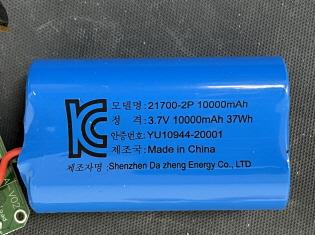 모델명:21700-2P 10000mAh
정 격:3.7V 10000mAh 37Wh
인증번호:YU10944-20001
제조국:Made in China
제조자명:Shenzhen Da zheng Energy Co., LTD